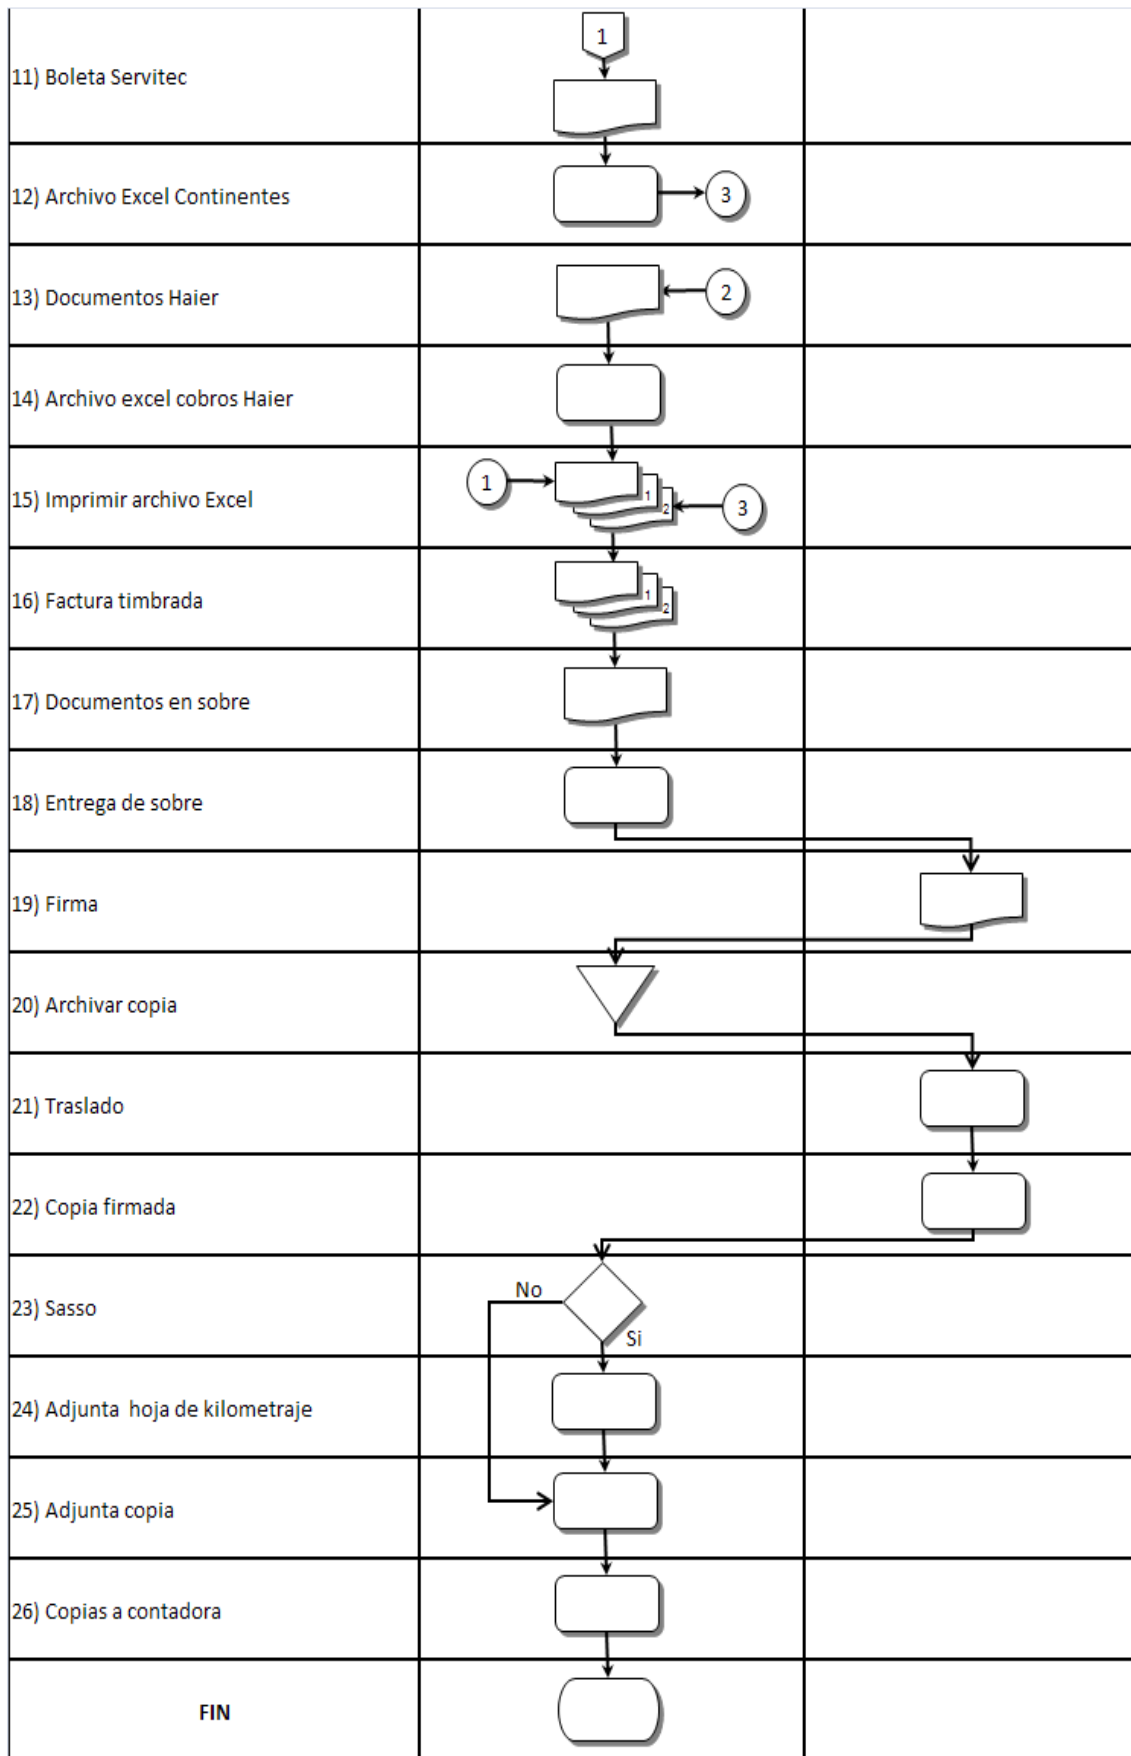 1
11) Boleta Servitec
12) Archivo Excel Continentes
3
13) Documentos Haier
2
14) Archivo excel cobros Haier
15) Imprimir archivo Excel
1
1
2
3
16) Factura timbrada
1
2
17) Documentos en sobre
18) Entrega de sobre
19) Firma
20) Archivar copia
21) Traslado
22) Copia firmada
No
23) Sasso
Si
24) Adjunta  hoja de kilometraje
25) Adjunta copia
26) Copias a contadora
FIN